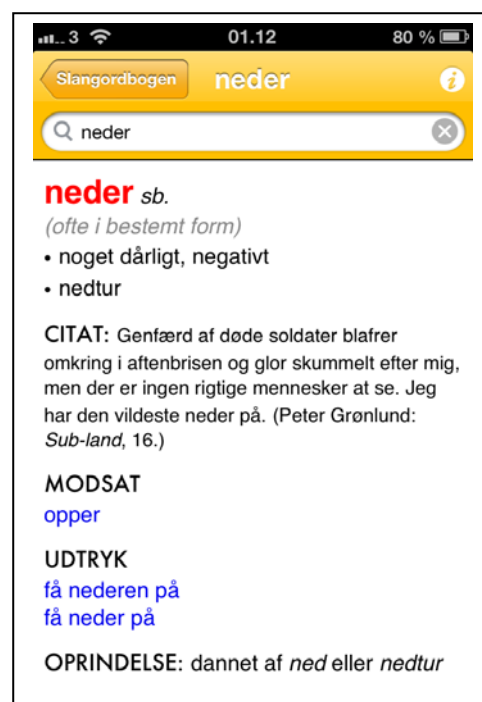 ...3 01.12 80 %
Slangordbogen neder i
neder
neder sb.
(ofte i bestemt form)
• noget dårligt, negativt
• nedtur
CITAT: Genfærd af døde soldater blafrer
omkring i aftenbrisen og glor skummelt efter mig,
men der er ingen rigtige mennesker at se. Jeg
har den vildeste neder på. (Peter Grønlund:
Sub-land, 16.)
MODSAT
opper
UDTRYK
få nederen på
få neder på
OPRINDELSE: dannet af ned eller nedtur